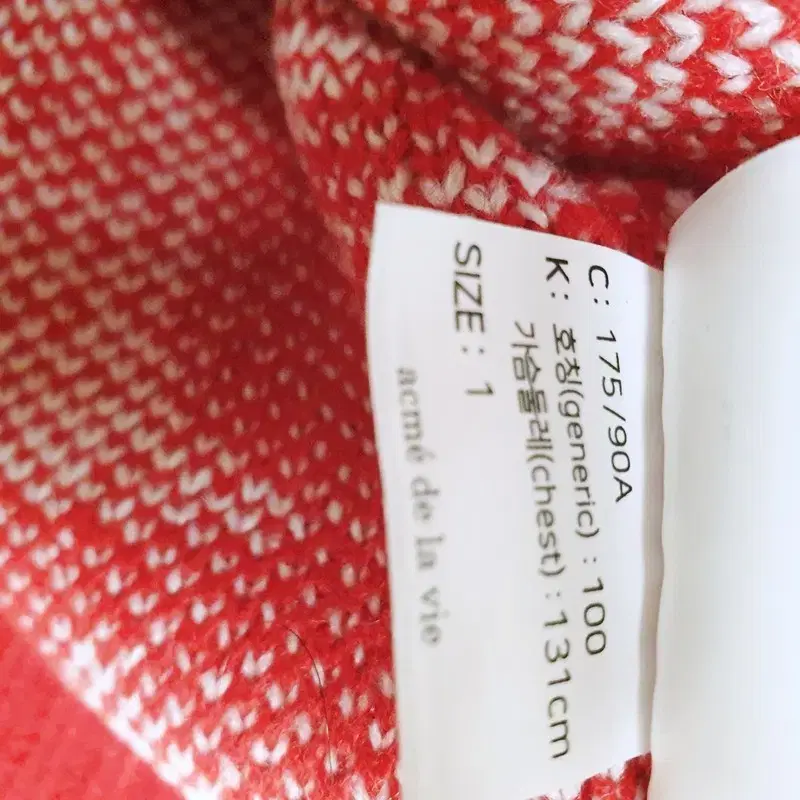 C: 175/90A
K: 호칭(generic) : 100
가슴둘레(chest) : 131cm
SIZE : 1
acmé de la vie